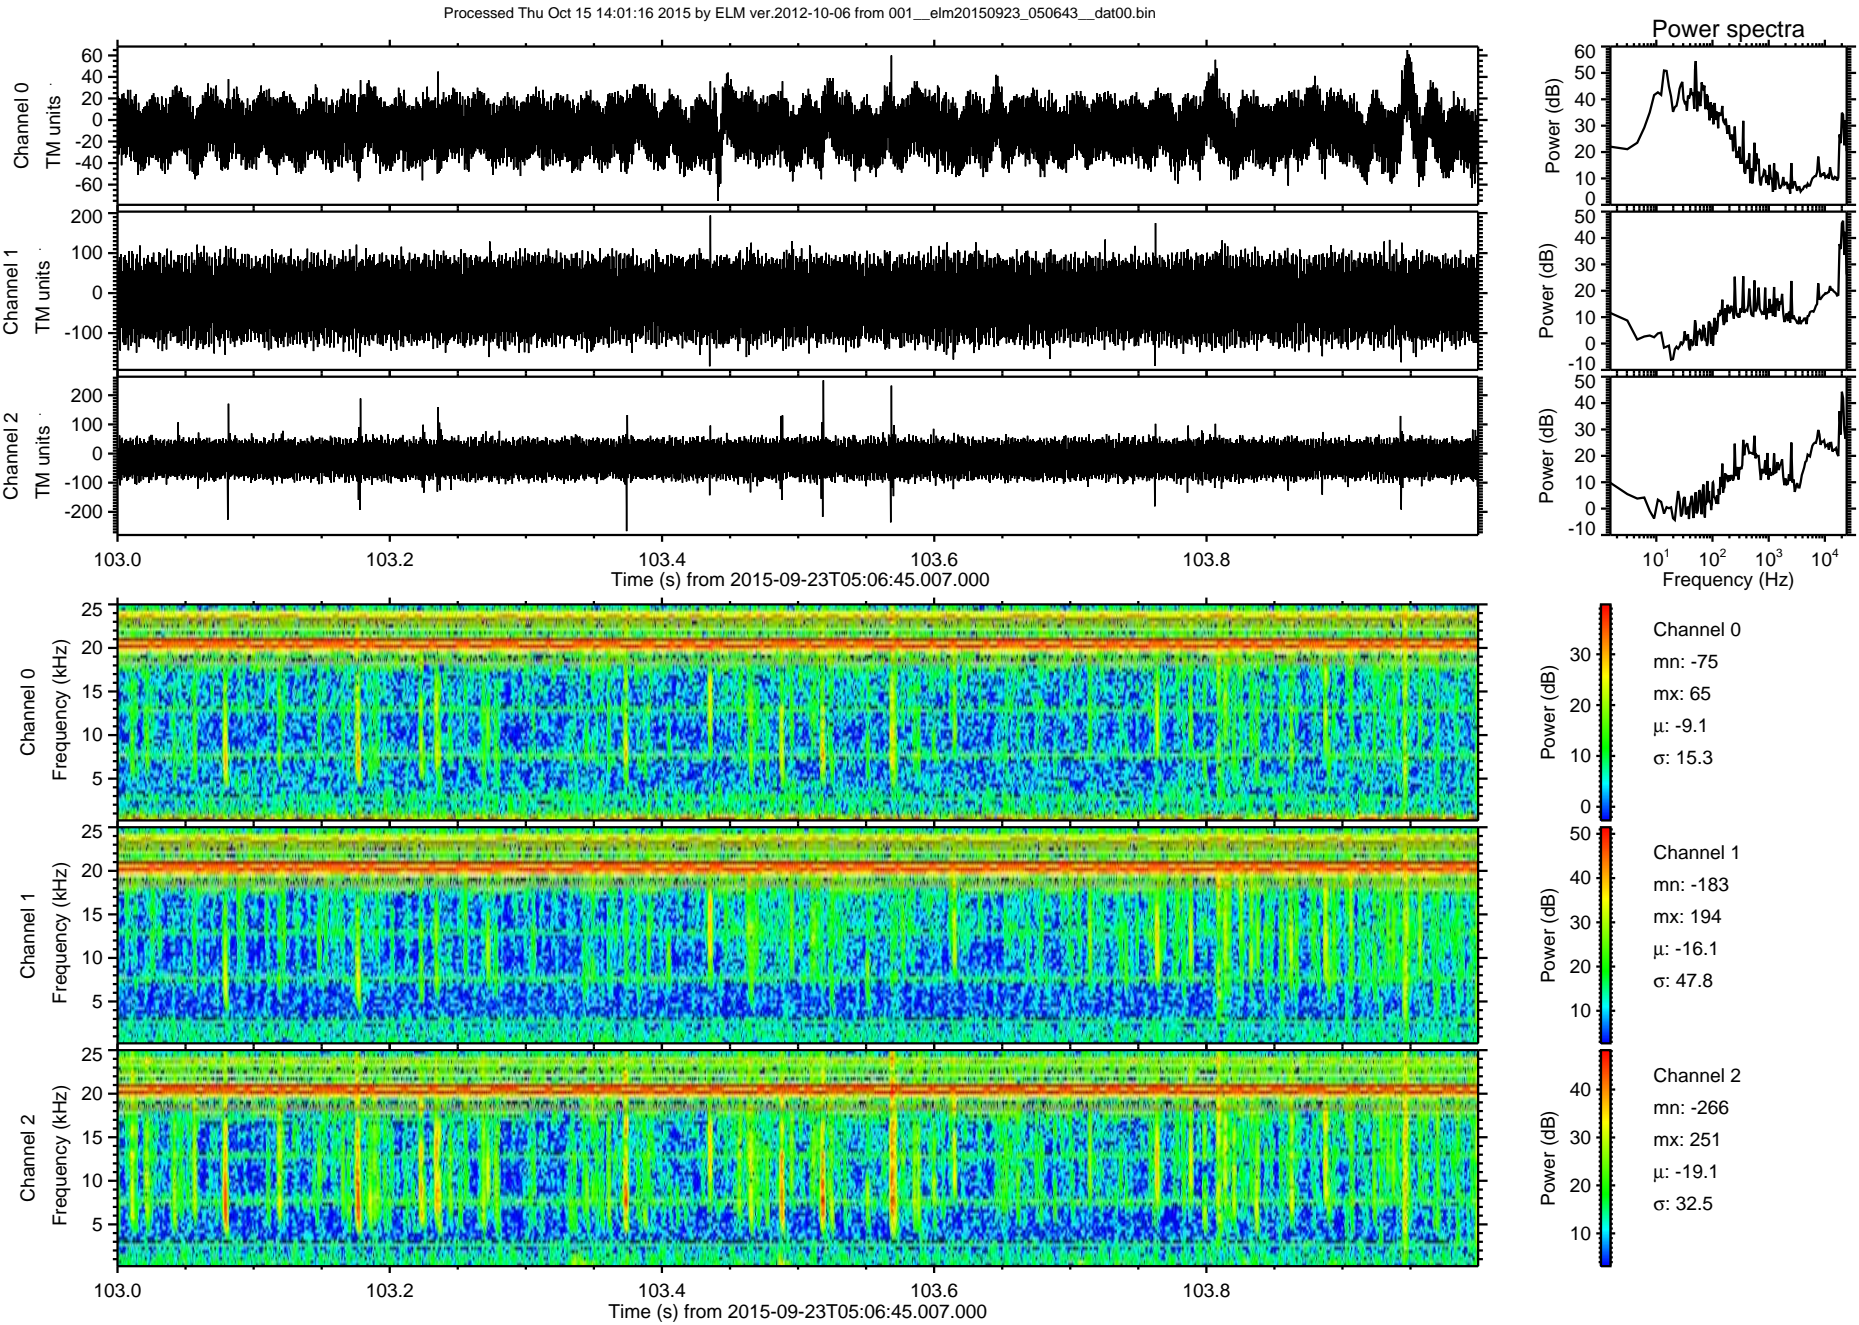 Processed Thu Oct 15 14:01:16 2015 by ELM ver.2012-10-06 from 001__elm20150923_050643__dat00.bin
Power spectra
Channel 0
TM units
60
40
20
0
-20
-40
-60
Power (dB)
60
50
40
30
20
10
0
Channel 1
TM units
200
100
0
-100
Power (dB)
50
40
30
20
10
0
-10
Channel 2
TM units
200
100
0
-100
-200
Power (dB)
50
40
30
20
10
0
-10
103.0 103.2 103.4 103.6 103.8
Time (s) from 2015-09-23T05:06:45.007.000
10¹ 10² 10³ 10⁴
Frequency (Hz)
Channel 0
Frequency (kHz)
25
20
15
10
5
Power (dB)
30
20
10
0
Channel 0
mn: -75
mx: 65
μ: -9.1
σ: 15.3
Channel 1
Frequency (kHz)
25
20
15
10
5
Power (dB)
50
40
30
20
10
Channel 1
mn: -183
mx: 194
μ: -16.1
σ: 47.8
Channel 2
Frequency (kHz)
25
20
15
10
5
Power (dB)
40
30
20
10
Channel 2
mn: -266
mx: 251
μ: -19.1
σ: 32.5
103.0 103.2 103.4 103.6 103.8
Time (s) from 2015-09-23T05:06:45.007.000